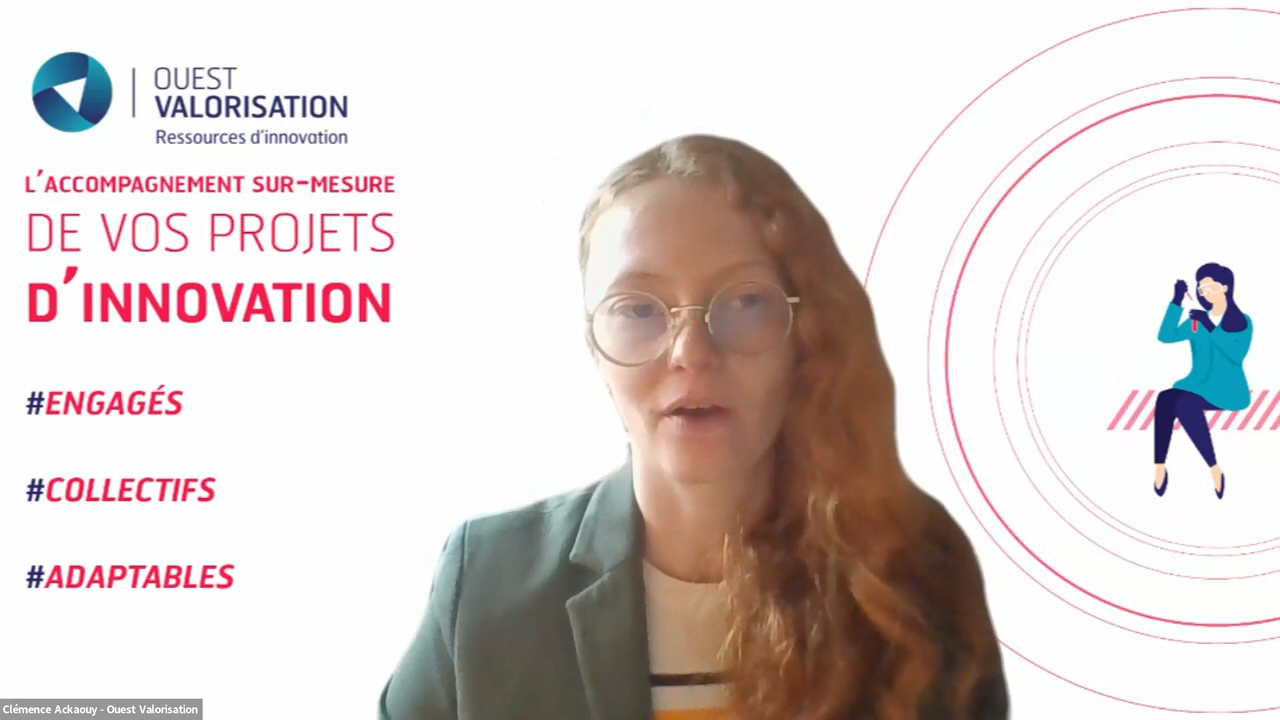 OUEST
VALORISATION
Ressources d'innovation
L'ACCOMPAGNEMENT SUR-MESURE
DE VOS PROJETS
D'INNOVATION
#ENGAGÉS
#COLLECTIFS
#ADAPTABLES
Clémence Ackaouy - Ouest Valorisation